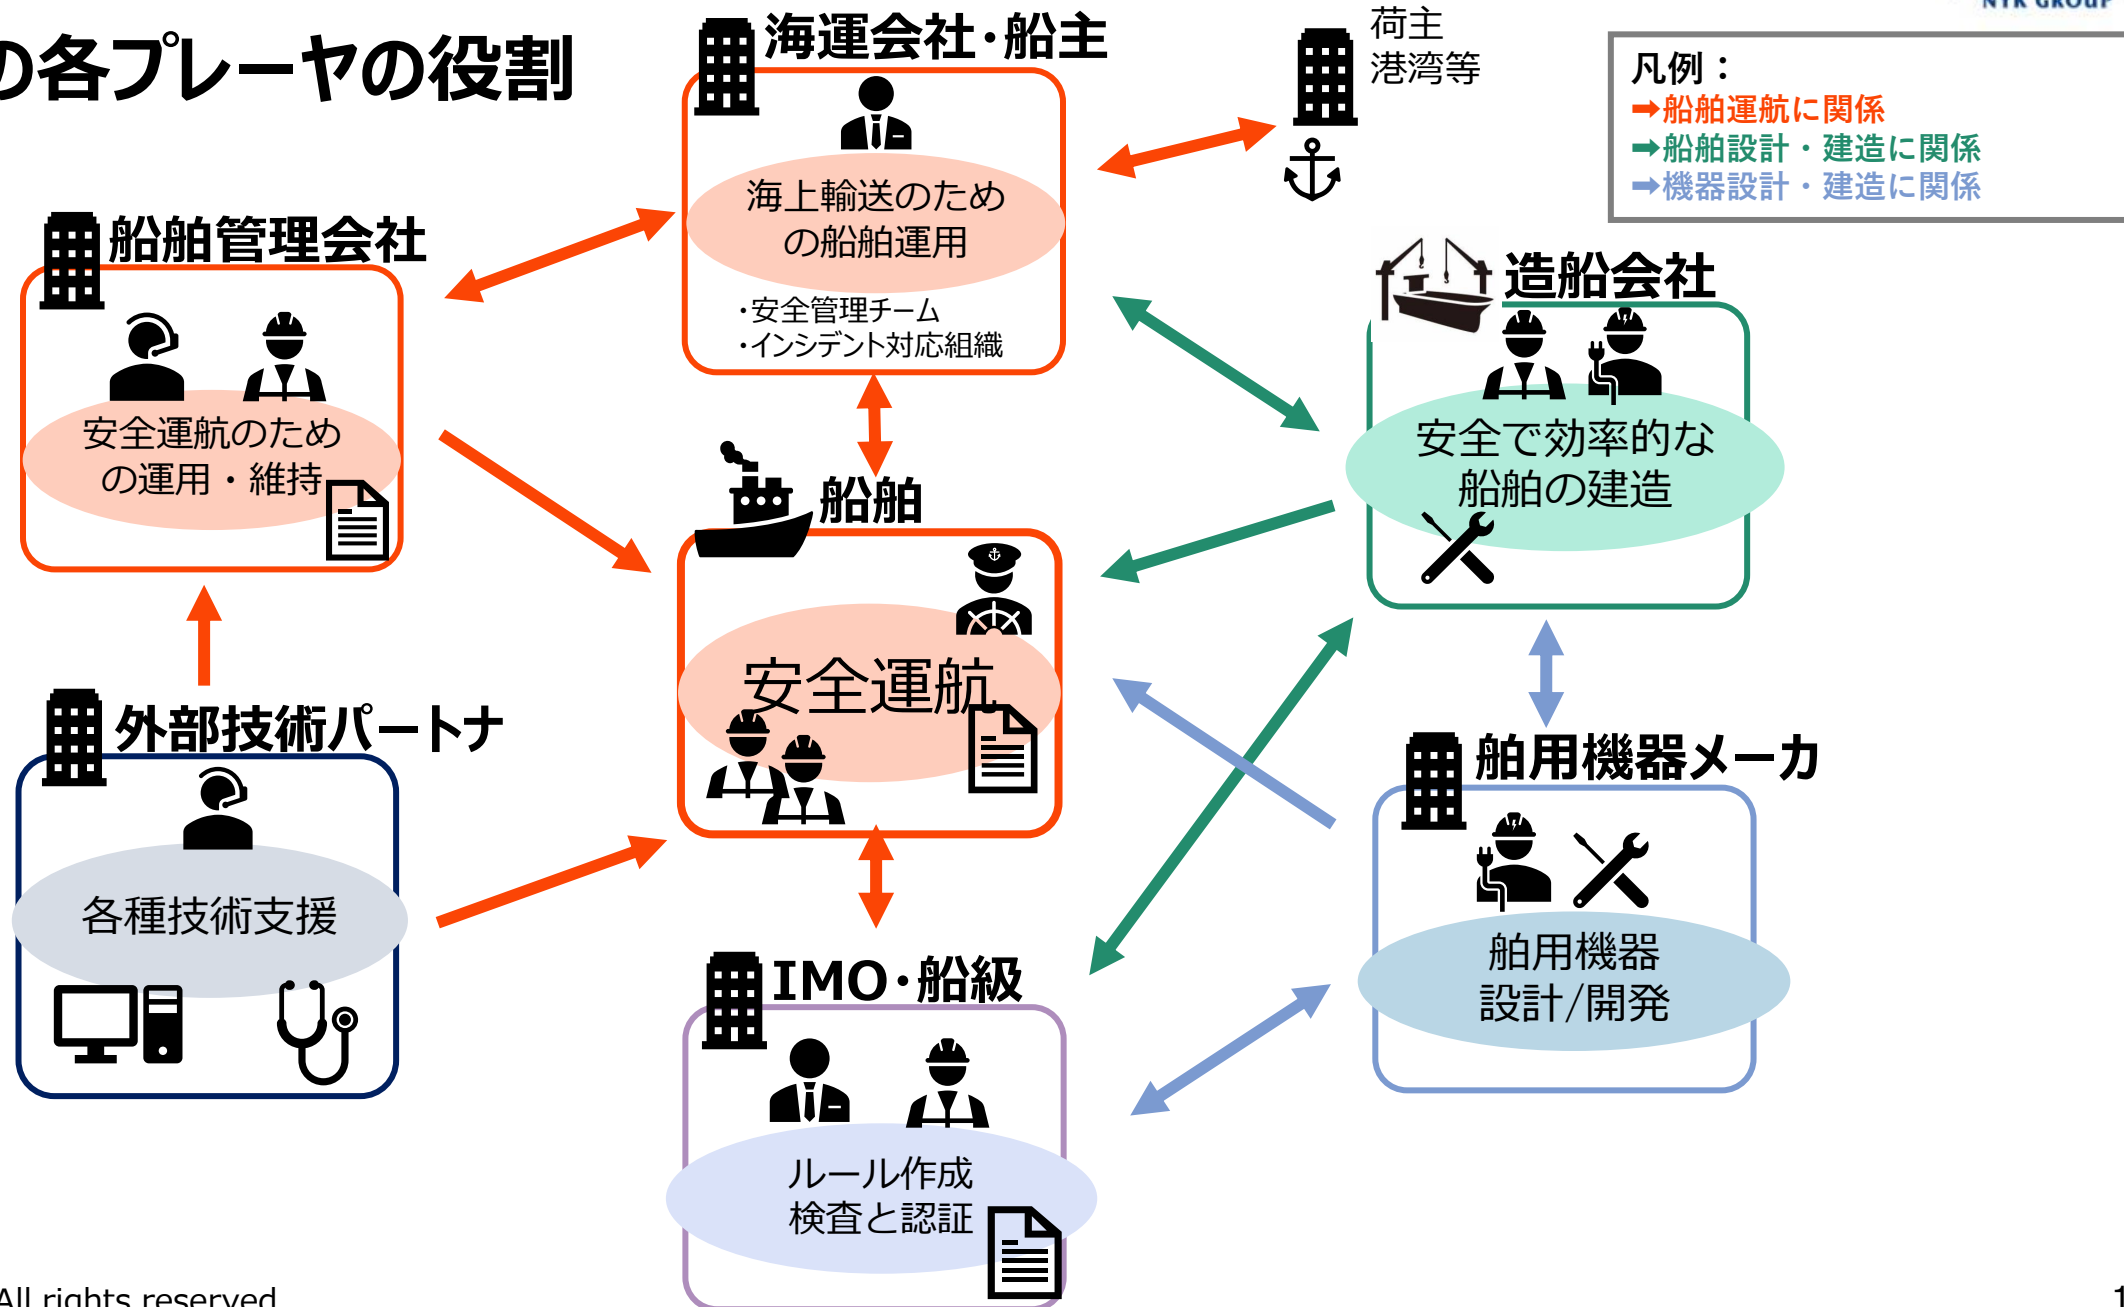 の各プレーヤの役割
NYK GROUP
海運会社・船主
海上輸送のため
の船舶運用
・安全管理チーム
・インシデント対応組織
荷主
港湾等
凡例：
➡船舶運航に関係
➡船舶設計・建造に関係
➡機器設計・建造に関係
船舶管理会社
安全運航のため
の運用・維持
造船会社
安全で効率的な
船舶の建造
船舶
安全運航
外部技術パートナ
各種技術支援
舶用機器メーカ
舶用機器
設計/開発
IMO・船級
ルール作成
検査と認証
All rights reserved
1